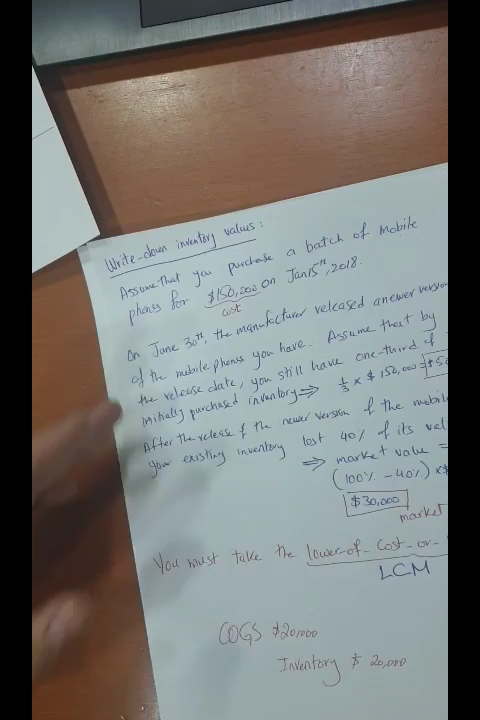 Write-down inventory values:
Assume that you purchase a batch of mobile
phones for $150,000 on Jan 15th, 2018.
cost
On June 30th, the manufacturer released a newer version
of the mobile phones you have. Assume that by
the release date, you still have one-third of
initially purchased inventory ⇒ 1/3 × $150,000 =
After the release of the newer version of the
your existing inventory lost 40% of its
⇒ market value =
(100% - 40%) ×
$30,000
market
You must take the lower-of-cost-or-
LCM
COGS $20,000
Inventory $ 20,000